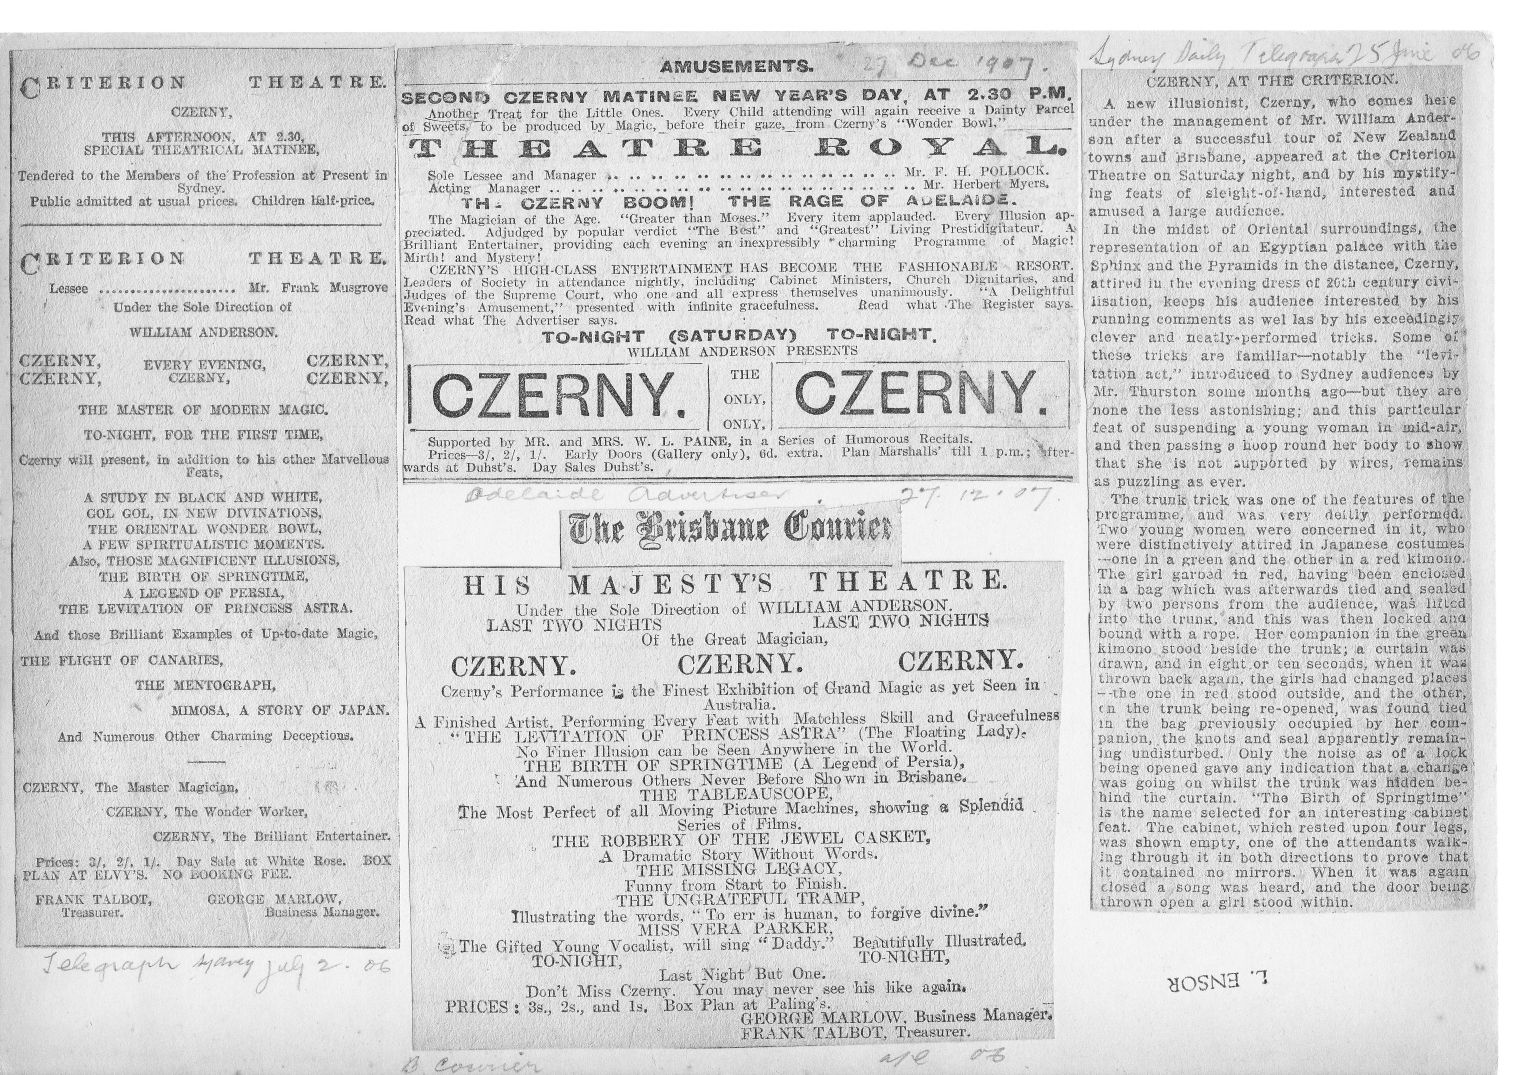 CRITERION THEATRE.
CZERNY,
THIS AFTERNOON, AT 2.30,
SPECIAL THEATRICAL MATINEE,
Tendered to the Members of the Profession at Present in
Sydney.
Public admitted at usual prices. Children Half-price.
CRITERION THEATRE.
Lessee ...................... Mr. Frank Musgrove
Under the Sole Direction of
WILLIAM ANDERSON.
CZERNY, EVERY EVENING, CZERNY,
CZERNY, CZERNY, CZERNY,
THE MASTER OF MODERN MAGIC.
TO-NIGHT, FOR THE FIRST TIME,
Czerny will present, in addition to his other Marvellous
Feats,
A STUDY IN BLACK AND WHITE,
GOL GOL, IN NEW DIVINATIONS,
THE ORIENTAL WONDER BOWL,
A FEW SPIRITUALISTIC MOMENTS.
Also, THOSE MAGNIFICENT ILLUSIONS,
THE BIRTH OF SPRINGTIME,
A LEGEND OF PERSIA,
THE LEVITATION OF PRINCESS ASTRA.
And those Brilliant Examples of Up-to-date Magic,
THE FLIGHT OF CANARIES,
THE MENTOGRAPH,
MIMOSA, A STORY OF JAPAN.
And Numerous Other Charming Deceptions.
CZERNY, The Master Magician,
CZERNY, The Wonder Worker,
CZERNY, The Brilliant Entertainer.
Prices: 3/, 2/, 1/. Day Sale at White Rose. BOX
PLAN AT ELVY'S. NO BOOKING FEE.
FRANK TALBOT, GEORGE MARLOW,
Treasurer. Business Manager.
Telegraph Sydney July 2. 06
AMUSEMENTS. 27 Dec 1907.
SECOND CZERNY MATINEE NEW YEAR'S DAY, AT 2.30 P.M.
Another Treat for the Little Ones. Every Child attending will again receive a Dainty Parcel
of Sweets, to be produced by Magic, before their gaze, from Czerny's "Wonder Bowl."
THEATRE ROYAL.
Sole Lessee and Manager .. .. .. .. .. .. .. .. .. .. .. .. .. .. .. Mr. F. H. POLLOCK.
Acting Manager .. .. .. .. .. .. .. .. .. .. .. .. .. .. .. .. .. .. Mr. Herbert Myers.
TH- CZERNY BOOM! THE RAGE OF ADELAIDE.
The Magician of the Age. "Greater than Moses." Every item applauded. Every Illusion ap-
preciated. Adjudged by popular verdict "The Best" and "Greatest" Living Prestidigitateur. A
Brilliant Entertainer, providing each evening an inexpressibly charming Programme of Magic!
Mirth! and Mystery!
CZERNY'S HIGH-CLASS ENTERTAINMENT HAS BECOME THE FASHIONABLE RESORT.
Leaders of Society in attendance nightly, including Cabinet Ministers, Church Dignitaries, and
Judges of the Supreme Court, who one and all express themselves unanimously. "A Delightful
Evening's Amusement," presented with infinite gracefulness. Read what The Register says.
Read what The Advertiser says.
TO-NIGHT (SATURDAY) TO-NIGHT.
WILLIAM ANDERSON PRESENTS
CZERNY. THE ONLY, ONLY, CZERNY.
Supported by MR. and MRS. W. L. PAINE, in a Series of Humorous Recitals.
Prices—3/, 2/, 1/. Early Doors (Gallery only), 6d. extra. Plan Marshalls' till 1 p.m.; After-
wards at Duhst's. Day Sales Duhst's.
Adelaide Advertiser. 27. 12. 07.
The Brisbane Courier
HIS MAJESTY'S THEATRE.
Under the Sole Direction of WILLIAM ANDERSON.
LAST TWO NIGHTS LAST TWO NIGHTS
Of the Great Magician,
CZERNY. CZERNY. CZERNY.
Czerny's Performance is the Finest Exhibition of Grand Magic as yet Seen in
Australia.
A Finished Artist, Performing Every Feat with Matchless Skill and Gracefulness
"THE LEVITATION OF PRINCESS ASTRA" (The Floating Lady).
No Finer Illusion can be Seen Anywhere in the World.
THE BIRTH OF SPRINGTIME (A Legend of Persia),
And Numerous Others Never Before Shown in Brisbane.
THE TABLEAUSCOPE,
The Most Perfect of all Moving Picture Machines, showing a Splendid
Series of Films.
THE ROBBERY OF THE JEWEL CASKET,
A Dramatic Story Without Words.
THE MISSING LEGACY,
Funny from Start to Finish.
THE UNGRATEFUL TRAMP,
Illustrating the words, "To err is human, to forgive divine."
MISS VERA PARKER,
The Gifted Young Vocalist, will sing "Daddy." Beautifully Illustrated.
TO-NIGHT, TO-NIGHT,
Last Night But One.
Don't Miss Czerny. You may never see his like again.
PRICES: 3s., 2s., and 1s. Box Plan at Paling's.
GEORGE MARLOW, Business Manager.
FRANK TALBOT, Treasurer.
B Courier ape 06
Sydney Daily Telegraph 25 June 06
CZERNY, AT THE CRITERION.
A new illusionist, Czerny, who comes here
under the management of Mr. William Ander-
son after a successful tour of New Zealand
towns and Brisbane, appeared at the Criterion
Theatre on Saturday night, and by his mystify-
ing feats of sleight-of-hand, interested and
amused a large audience.
In the midst of Oriental surroundings, the
representation of an Egyptian palace with the
Sphinx and the Pyramids in the distance, Czerny,
attired in the evening dress of 20th century civi-
lisation, keeps his audience interested by his
running comments as wel las by his exceedingly
clever and neatly-performed tricks. Some of
these tricks are familiar—notably the "levi-
tation act," introduced to Sydney audiences by
Mr. Thurston some months ago—but they are
none the less astonishing; and this particular
feat of suspending a young woman in mid-air,
and then passing a hoop round her body to show
that she is not supported by wires, remains
as puzzling as ever.
The trunk trick was one of the features of the
programme, and was very deftly performed.
Two young women were concerned in it, who
were distinctively attired in Japanese costumes
—one in a green and the other in a red kimono.
The girl garbed in red, having been enclosed
in a bag which was afterwards tied and sealed
by two persons from the audience, was lifted
into the trunk, and this was then locked and
bound with a rope. Her companion in the green
kimono stood beside the trunk; a curtain was
drawn, and in eight or ten seconds, when it was
thrown back again, the girls had changed places
—the one in red stood outside, and the other,
on the trunk being re-opened, was found tied
in the bag previously occupied by her com-
panion, the knots and seal apparently remain-
ing undisturbed. Only the noise as of a lock
being opened gave any indication that a change
was going on whilst the trunk was hidden be-
hind the curtain. "The Birth of Springtime"
is the name selected for an interesting cabinet
feat. The cabinet, which rested upon four legs,
was shown empty, one of the attendants walk-
ing through it in both directions to prove that
it contained no mirrors. When it was again
closed a song was heard, and the door being
thrown open a girl stood within.
L. ENSOR